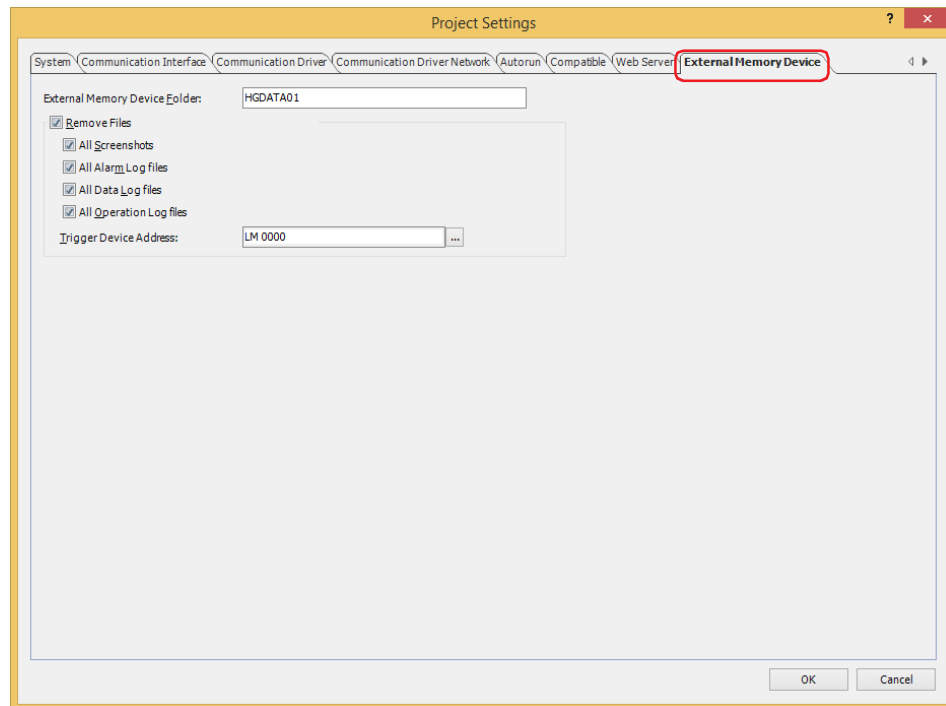 Project Settings
?
System Communication Interface Communication Driver Communication Driver Network Autorun Compatible Web Server External Memory Device
External Memory Device Folder: HGDATA01
Remove Files
All Screenshots
All Alarm Log files
All Data Log files
All Operation Log files
Trigger Device Address: LM 0000 ...
OK Cancel